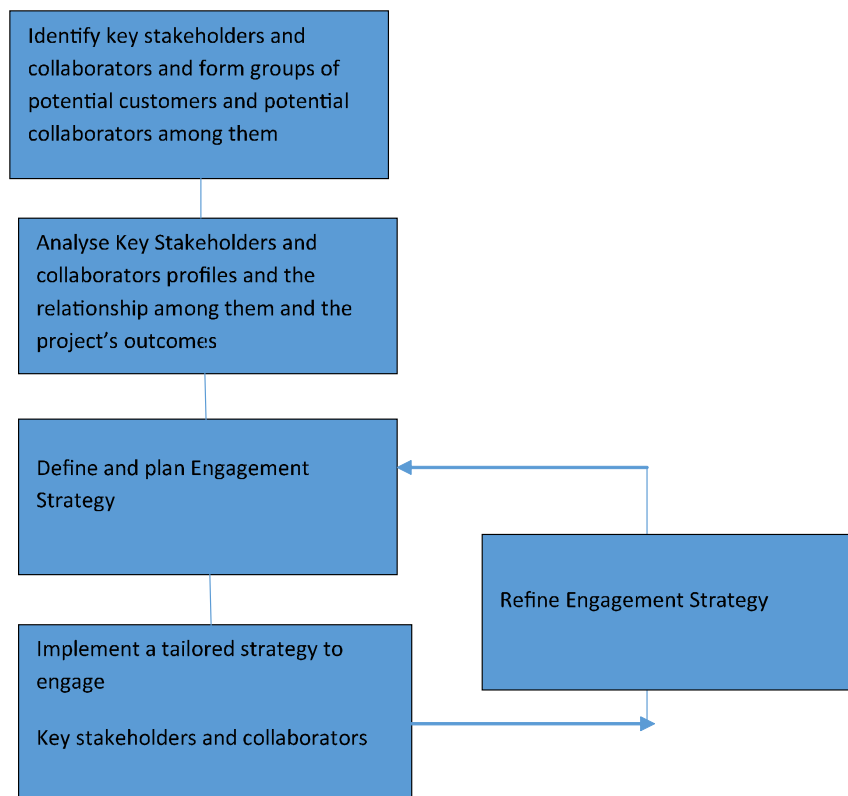 Identify key stakeholders and
collaborators and form groups of
potential customers and potential
collaborators among them
Analyse Key Stakeholders and
collaborators profiles and the
relationship among them and the
project’s outcomes
Define and plan Engagement
Strategy
Refine Engagement Strategy
Implement a tailored strategy to
engage
Key stakeholders and collaborators